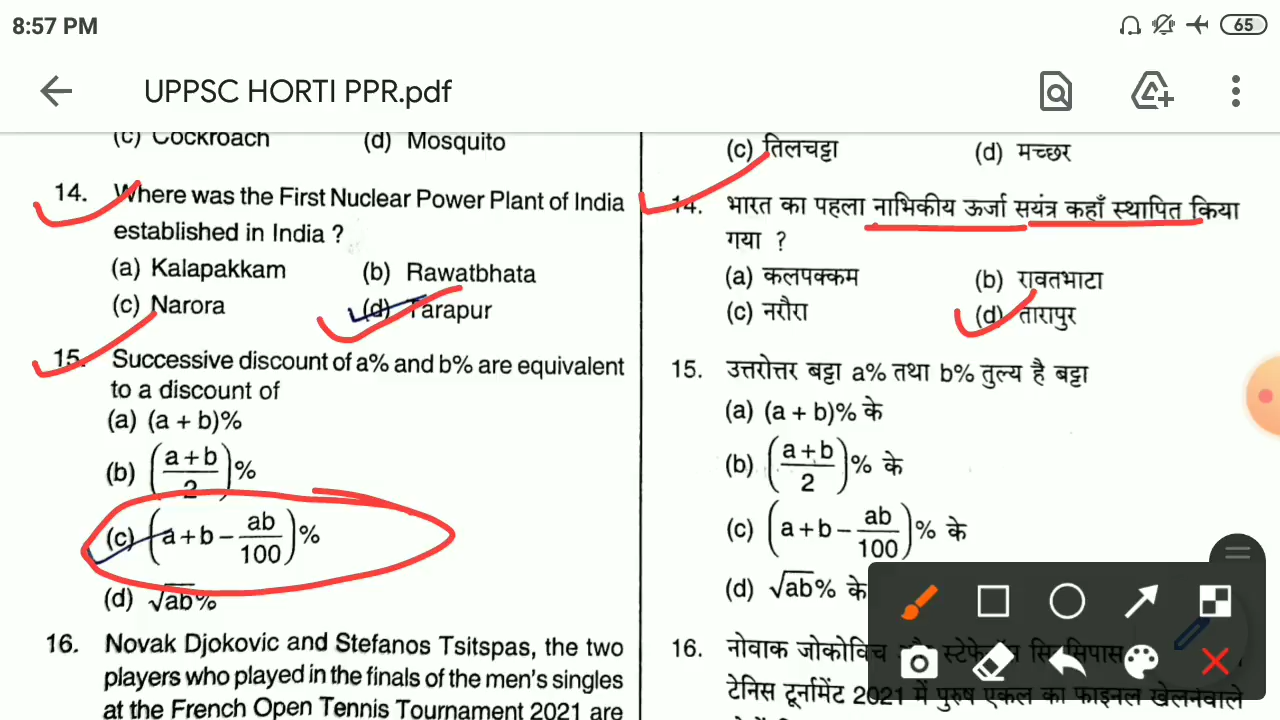 8:57 PM
65
UPPSC HORTI PPR.pdf
(c) Cockroach (d) Mosquito
14. Where was the First Nuclear Power Plant of India
established in India ?
(a) Kalapakkam (b) Rawatbhata
(c) Narora (d) Tarapur
15. Successive discount of a% and b% are equivalent
to a discount of
(a) (a + b)%
(b) (a+b/2)%
(c) (a+b − ab/100)%
(d) √ab%
16. Novak Djokovic and Stefanos Tsitspas, the two
players who played in the finals of the men's singles
at the French Open Tennis Tournament 2021 are
(c) तिलचट्टा (d) मच्छर
14. भारत का पहला नाभिकीय ऊर्जा सयंत्र कहाँ स्थापित किया
गया ?
(a) कलपक्कम (b) रावतभाटा
(c) नरौरा (d) तारापुर
15. उत्तरोत्तर बट्टा a% तथा b% तुल्य है बट्टा
(a) (a + b)% के
(b) (a+b/2)% के
(c) (a+b − ab/100)% के
(d) √ab% के
16. नोवाक जोकोविच
टेनिस टूर्नामेंट 2021 में पुरुष एकल का फाइनल खेलनेवाले